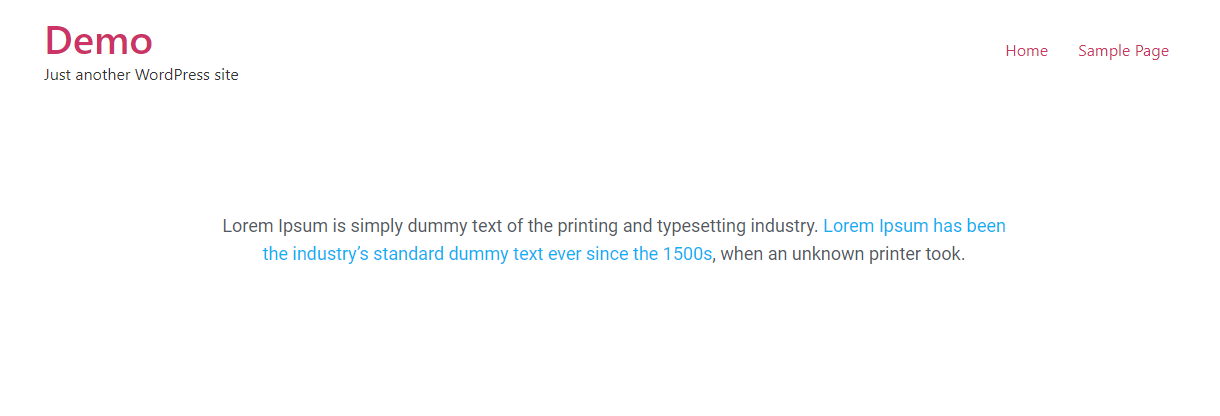 Demo
Just another WordPress site
Home
Sample Page
Lorem Ipsum is simply dummy text of the printing and typesetting industry. Lorem Ipsum has been
the industry’s standard dummy text ever since the 1500s, when an unknown printer took.